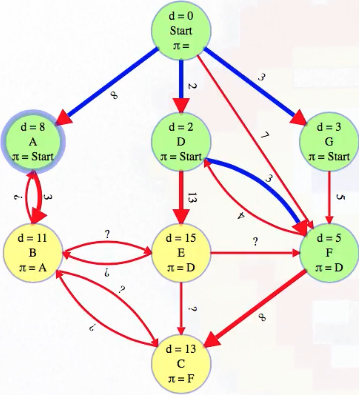 d = 0
Start
π =
8
2
3
7
d = 8
A
π = Start
d = 2
D
π = Start
d = 3
G
π = Start
?
3
13
3
4
5
d = 11
B
π = A
?
?
d = 15
E
π = D
?
d = 5
F
π = D
?
?
?
8
d = 13
C
π = F